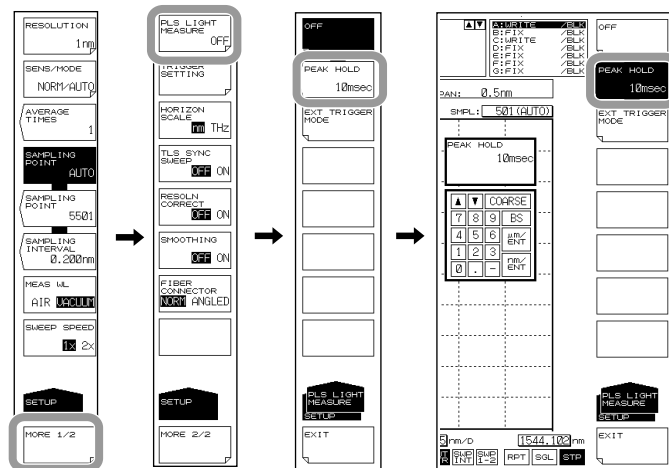 RESOLUTION
1nm
SENS/MODE
NORM/AUTO
AVERAGE
TIMES
1
SAMPLING
POINT
AUTO
SAMPLING
POINT
5501
SAMPLING
INTERVAL
0.200nm
MEAS WL
AIR VACUUM
SWEEP SPEED
1x 2x
SETUP
MORE 1/2
PLS LIGHT
MEASURE
OFF
TRIGGER
SETTING
HORIZON
SCALE
nm THz
TLS SYNC
SWEEP
OFF ON
RESOLN
CORRECT
OFF ON
SMOOTHING
OFF ON
FIBER
CONNECTOR
NORM ANGLED
SETUP
MORE 2/2
OFF
PEAK HOLD
10msec
EXT TRIGGER
MODE
PLS LIGHT
MEASURE
SETUP
EXIT
▲ ▼
A:WRITE /BLK
B:FIX /BLK
C:WRITE /BLK
D:FIX /BLK
E:FIX /BLK
F:FIX /BLK
G:FIX /BLK
PAN: 0.5nm
SMPL: 501(AUTO)
PEAK HOLD
10msec
▲ ▼ COARSE
7 8 9 BS
4 5 6 μm/ENT
1 2 3
0 . - nm/ENT
5 nm/D 1544.102 nm
SWP INT SWP 1-2 RPT SGL STP
OFF
PEAK HOLD
10msec
EXT TRIGGER
MODE
PLS LIGHT
MEASURE
SETUP
EXIT